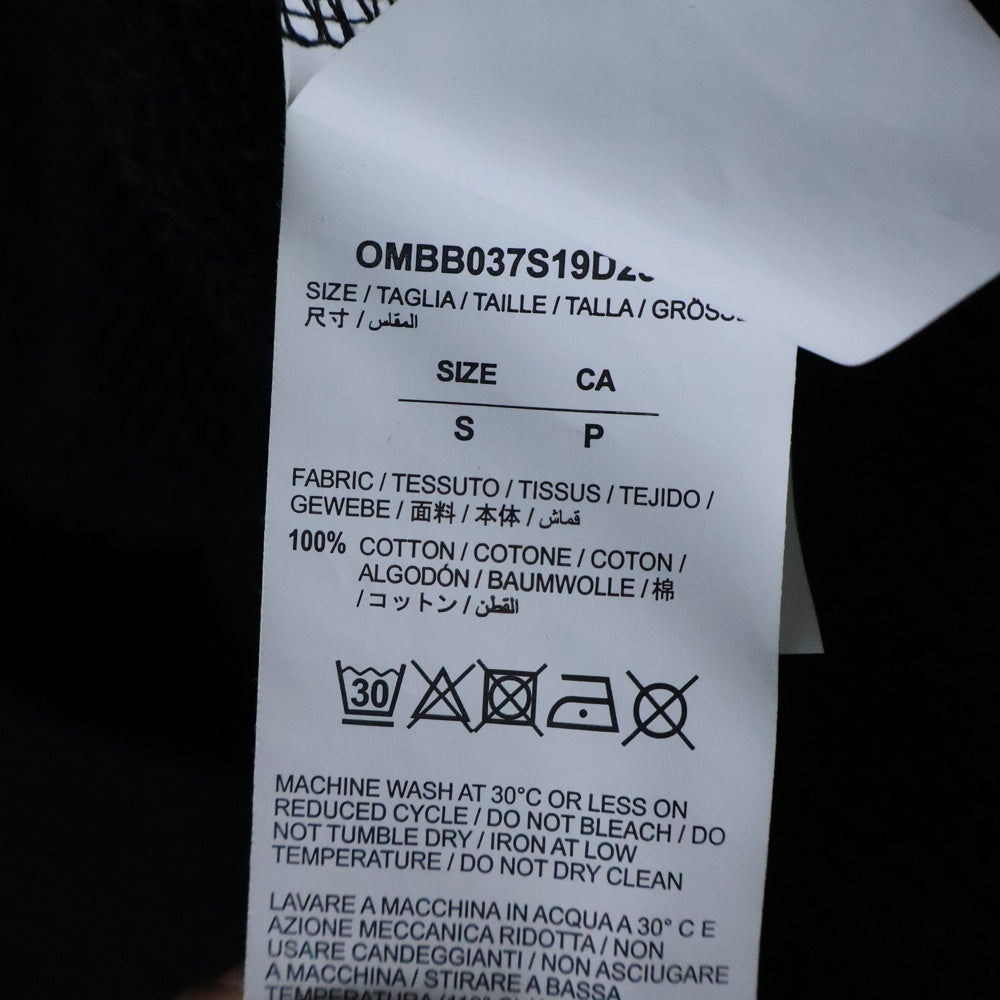 SIZE / TAGLIA / TAILLE / TALLA /
尺寸 / المقاس
SIZE CA
S P
FABRIC / TESSUTO / TISSUS / TEJIDO /
GEWEBE / 面料 / 本体 / قماش
100% COTTON / COTONE / COTON /
ALGODÓN / BAUMWOLLE / 棉
/ コットン / القطن
30
MACHINE WASH AT 30°C OR LESS ON
REDUCED CYCLE / DO NOT BLEACH / DO
NOT TUMBLE DRY / IRON AT LOW
TEMPERATURE / DO NOT DRY CLEAN
LAVARE A MACCHINA IN ACQUA A 30° C E
AZIONE MECCANICA RIDOTTA / NON
USARE CANDEGGIANTI / NON ASCIUGARE
A MACCHINA / STIRARE A BASSA